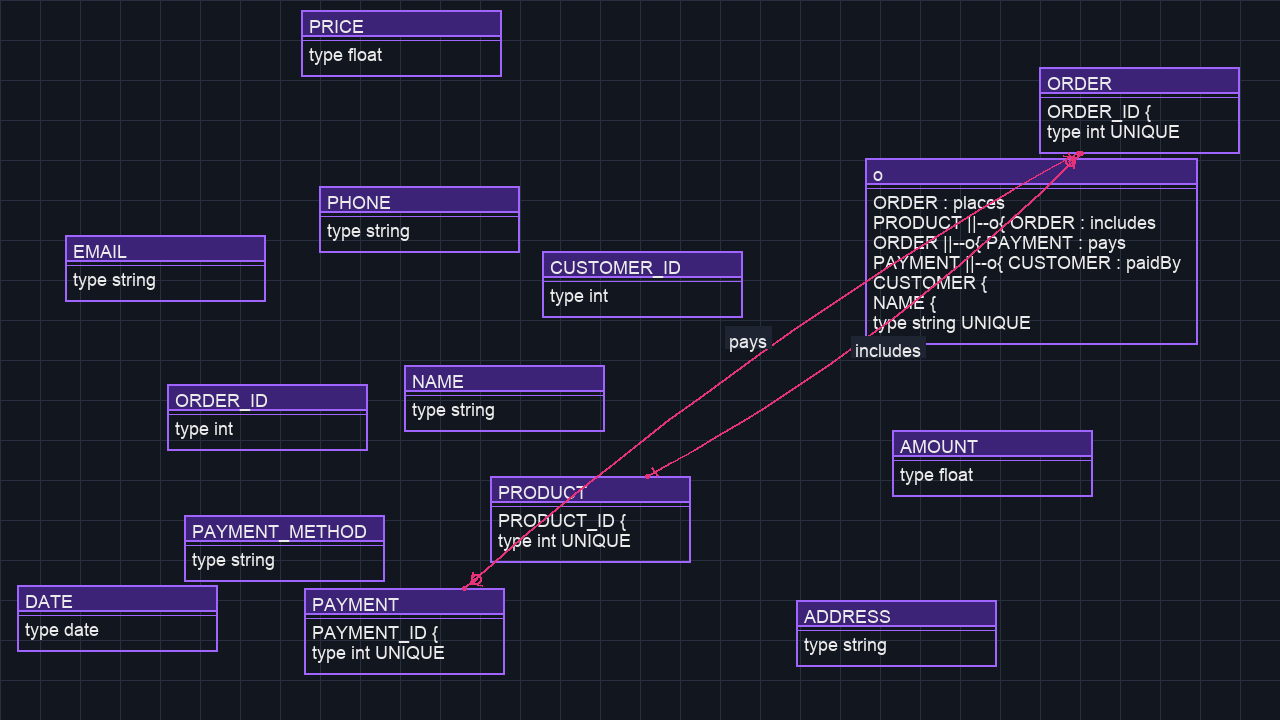 PRICE
type float
ORDER
ORDER_ID {
type int UNIQUE
o
ORDER : places
PRODUCT ||--o{ ORDER : includes
ORDER ||--o{ PAYMENT : pays
PAYMENT ||--o{ CUSTOMER : paidBy
CUSTOMER {
NAME {
type string UNIQUE
PHONE
type string
EMAIL
type string
CUSTOMER_ID
type int
pays
includes
NAME
type string
ORDER_ID
type int
AMOUNT
type float
PRODUCT
PRODUCT_ID {
type int UNIQUE
PAYMENT_METHOD
type string
DATE
type date
PAYMENT
PAYMENT_ID {
type int UNIQUE
ADDRESS
type string